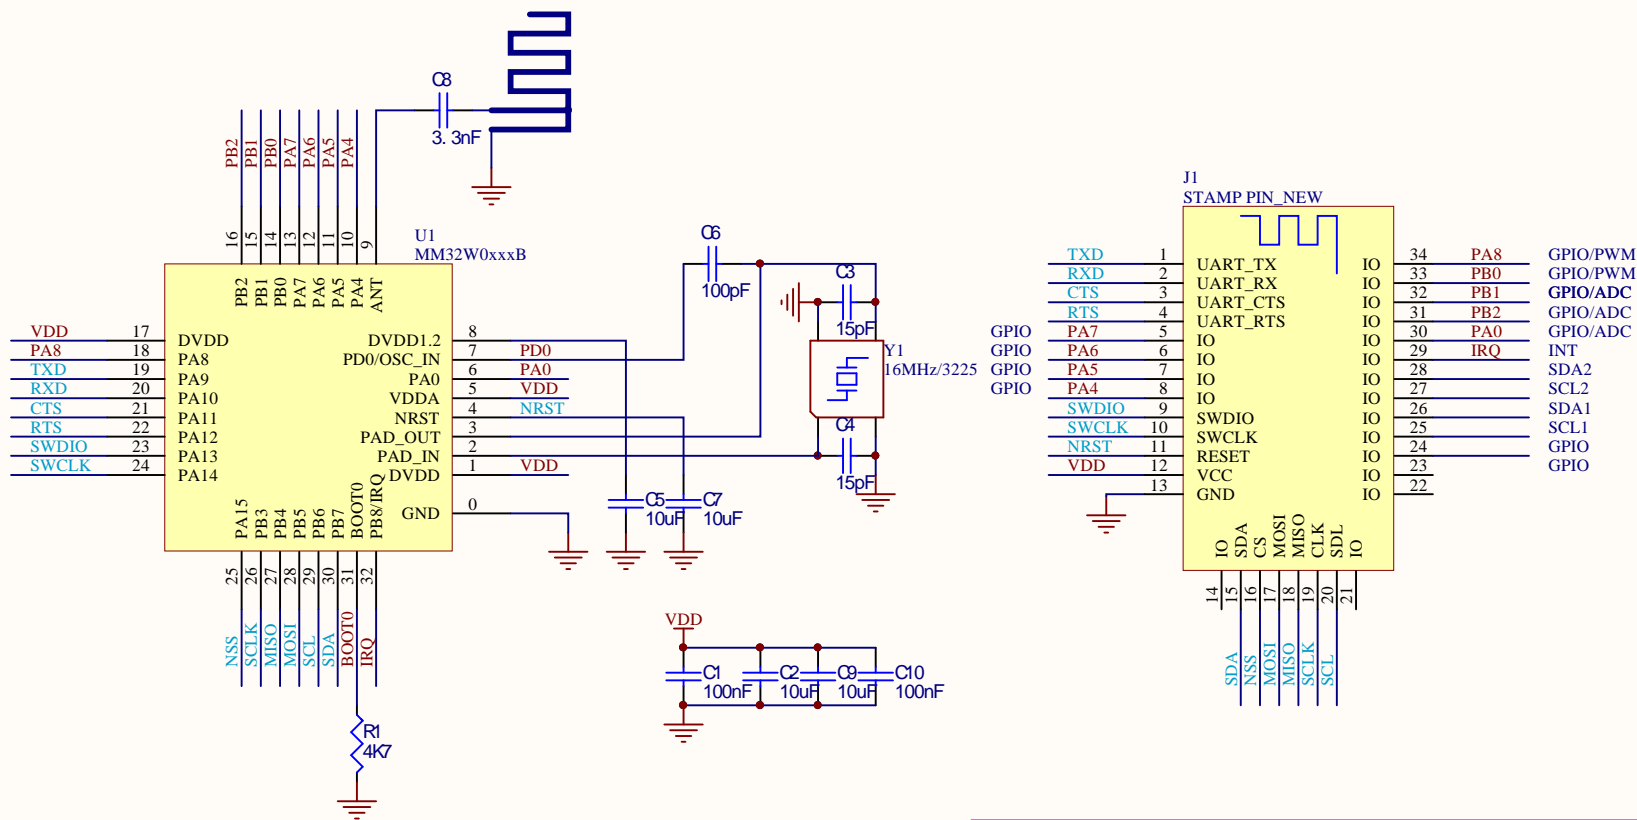 C8
3.3nF
PB2
PB1
PB0
PA7
PA6
PA5
PA4
16
15
14
13
12
11
10
9
U1
MM32W0xxxB
PB2
PB1
PB0
PA7
PA6
PA5
PA4
ANT
VDD 17 DVDD
PA8 18 PA8
TXD 19 PA9
RXD 20 PA10
CTS 21 PA11
RTS 22 PA12
SWDIO 23 PA13
SWCLK 24 PA14
DVDD1.2 8
PD0/OSC_IN 7 PD0
PA0 6 PA0
VDDA 5 VDD
NRST 4 NRST
PAD_OUT 3
PAD_IN 2
DVDD 1 VDD
GND 0
PA15
PB3
PB4
PB5
PB6
PB7
BOOT0
PB8/IRQ
25
26
27
28
29
30
31
32
NSS
SCLK
MISO
MOSI
SCL
SDA
BOOT0
IRQ
R1
4K7
C6
100pF
C3
15pF
Y1
16MHz/3225
C4
15pF
C5
10uF
C7
10uF
VDD
C1
100nF
C2
10uF
C9
10uF
C10
100nF
J1
STAMP PIN_NEW
TXD 1 UART_TX
RXD 2 UART_RX
CTS 3 UART_CTS
RTS 4 UART_RTS
GPIO PA7 5 IO
GPIO PA6 6 IO
GPIO PA5 7 IO
GPIO PA4 8 IO
SWDIO 9 SWDIO
SWCLK 10 SWCLK
NRST 11 RESET
VDD 12 VCC
13 GND
IO 34 PA8 GPIO/PWM
IO 33 PB0 GPIO/PWM
IO 32 PB1 GPIO/ADC
IO 31 PB2 GPIO/ADC
IO 30 PA0 GPIO/ADC
IO 29 IRQ INT
IO 28 SDA2
IO 27 SCL2
IO 26 SDA1
IO 25 SCL1
IO 24 GPIO
IO 23 GPIO
IO 22
IO
SDA
CS
MOSI
MISO
CLK
SDL
IO
14
15
16
17
18
19
20
21
SDA
NSS
MOSI
MISO
SCLK
SCL